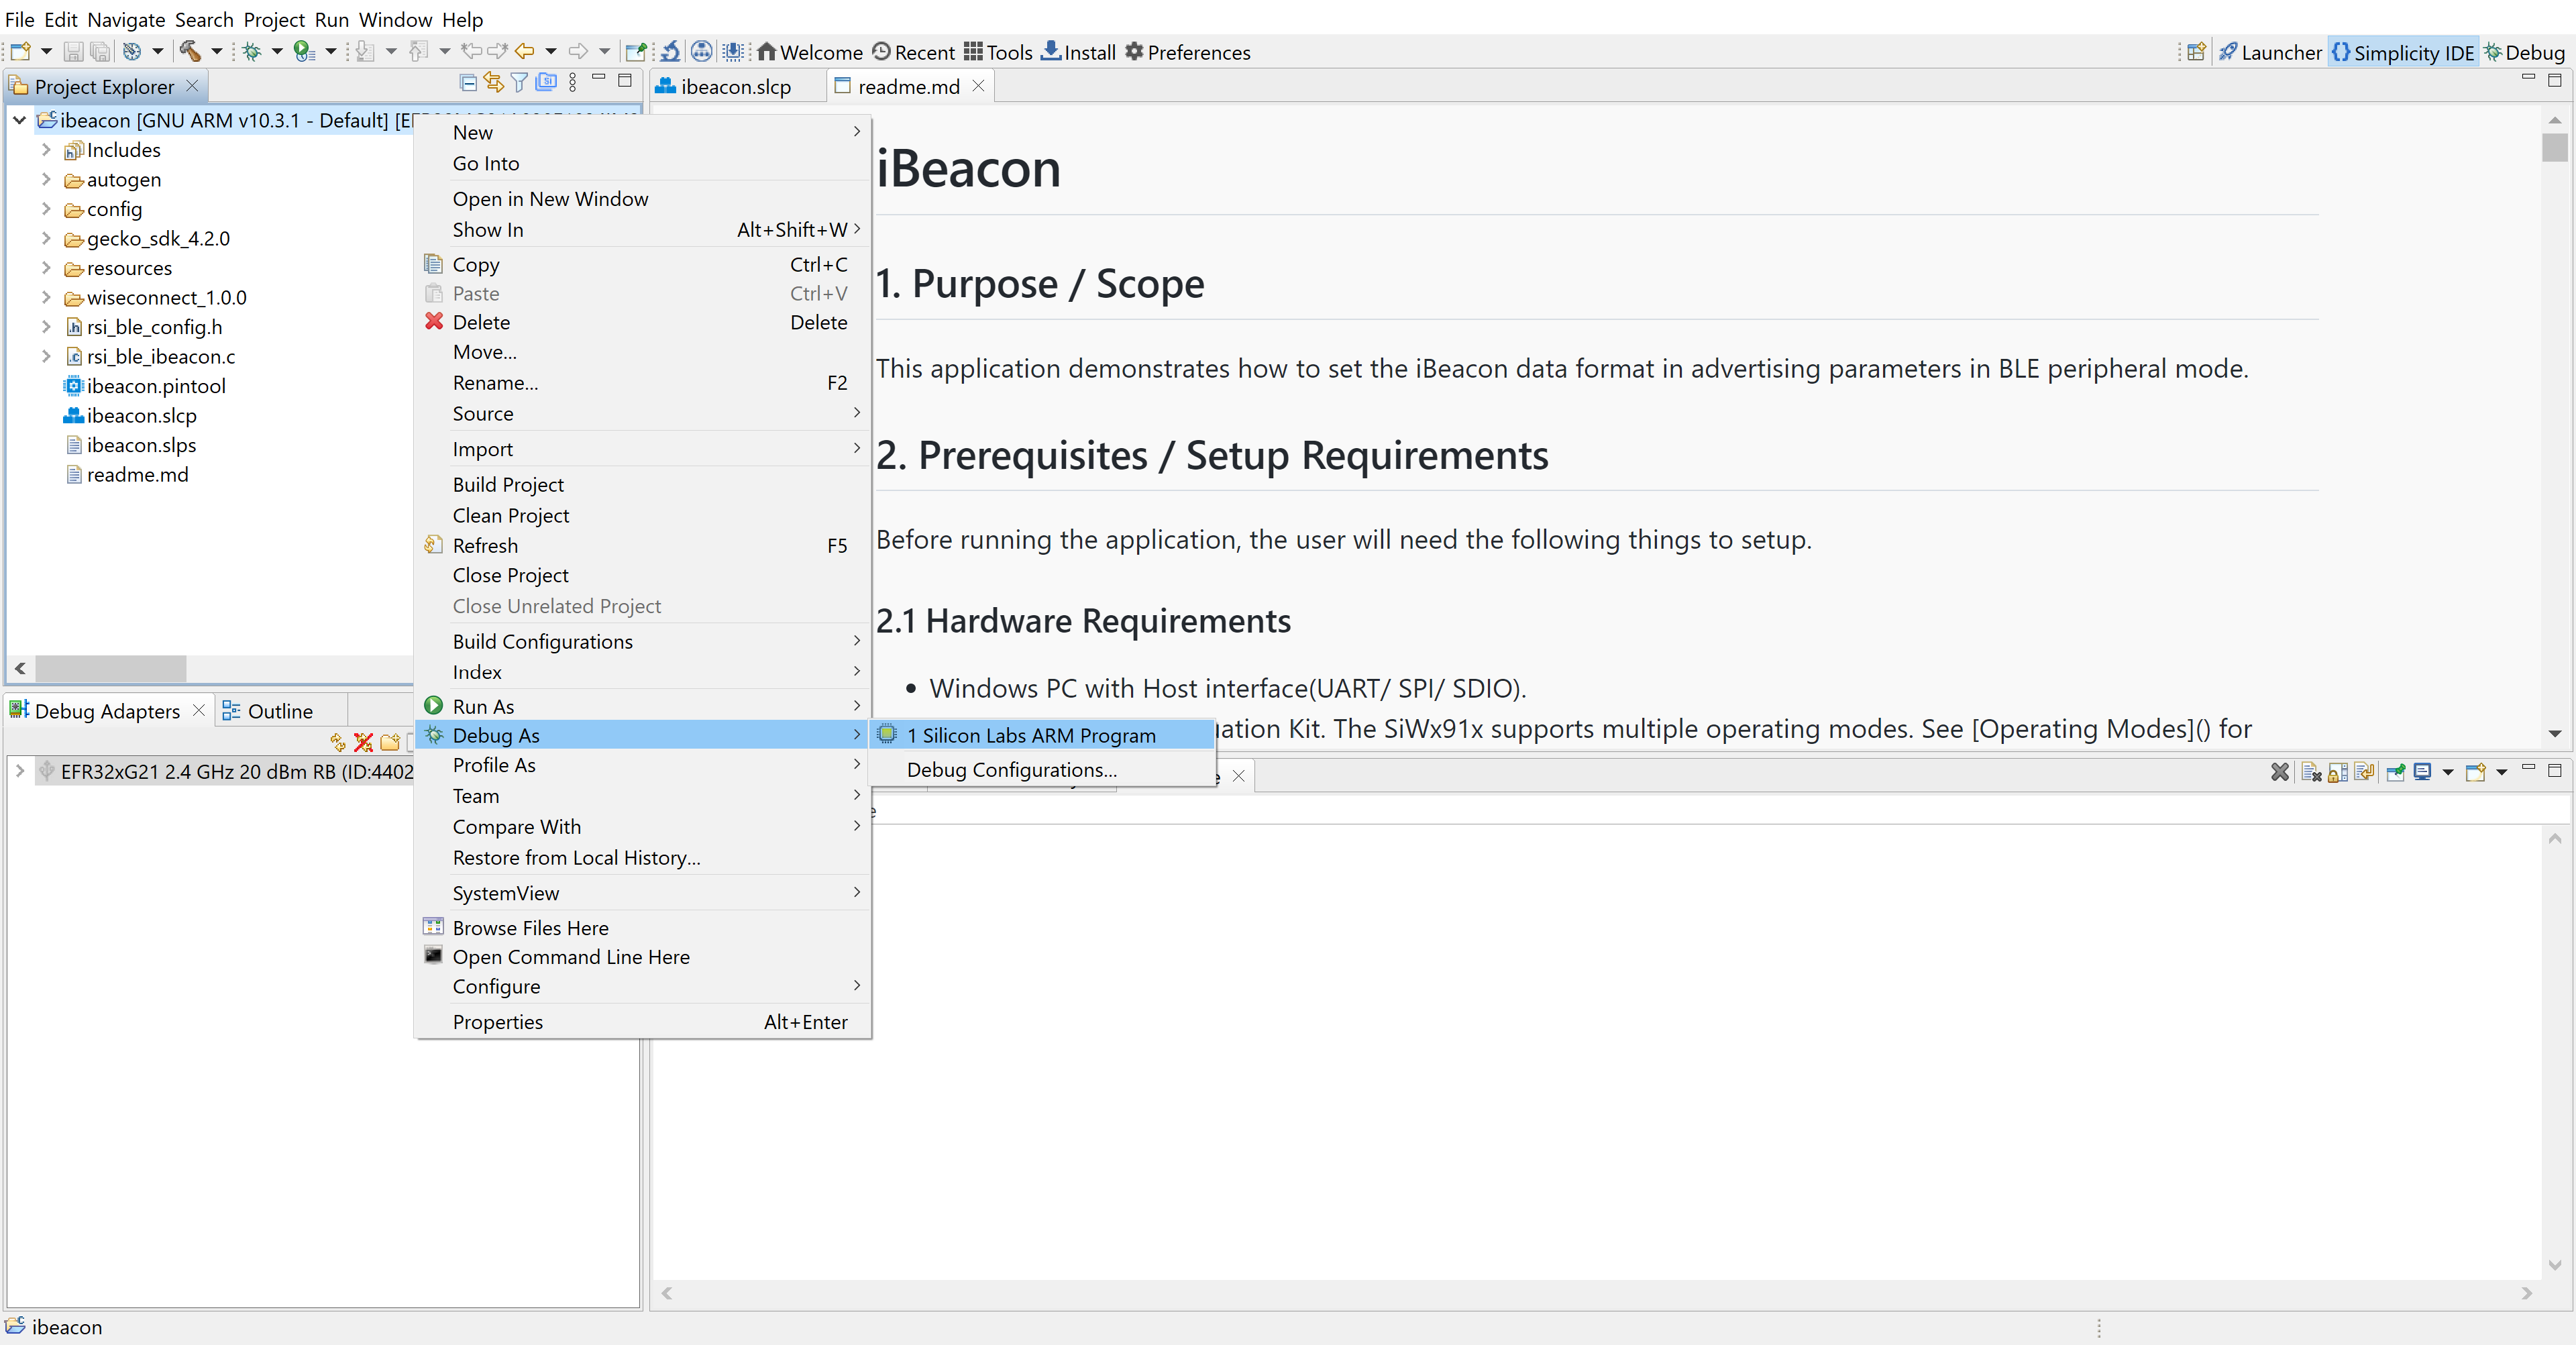 File Edit Navigate Search Project Run Window Help
Welcome Recent Tools Install Preferences Launcher Simplicity IDE Debug
Project Explorer
ibeacon.slcp readme.md
ibeacon [GNU ARM v10.3.1 - Default]
Includes
autogen
config
gecko_sdk_4.2.0
resources
wiseconnect_1.0.0
rsi_ble_config.h
rsi_ble_ibeacon.c
ibeacon.pintool
ibeacon.slcp
ibeacon.slps
readme.md
New
Go Into
Open in New Window
Show In Alt+Shift+W
Copy Ctrl+C
Paste Ctrl+V
Delete Delete
Move...
Rename... F2
Source
Import
Build Project
Clean Project
Refresh F5
Close Project
Close Unrelated Project
Build Configurations
Index
Run As
Debug As
Profile As
Team
Compare With
Restore from Local History...
SystemView
Browse Files Here
Open Command Line Here
Configure
Properties Alt+Enter
1 Silicon Labs ARM Program
Debug Configurations...
iBeacon
1. Purpose / Scope
This application demonstrates how to set the iBeacon data format in advertising parameters in BLE peripheral mode.
2. Prerequisites / Setup Requirements
Before running the application, the user will need the following things to setup.
2.1 Hardware Requirements
• Windows PC with Host interface(UART/ SPI/ SDIO).
uation Kit. The SiWx91x supports multiple operating modes. See [Operating Modes]() for
Debug Adapters Outline
EFR32xG21 2.4 GHz 20 dBm RB (ID:4402
ibeacon